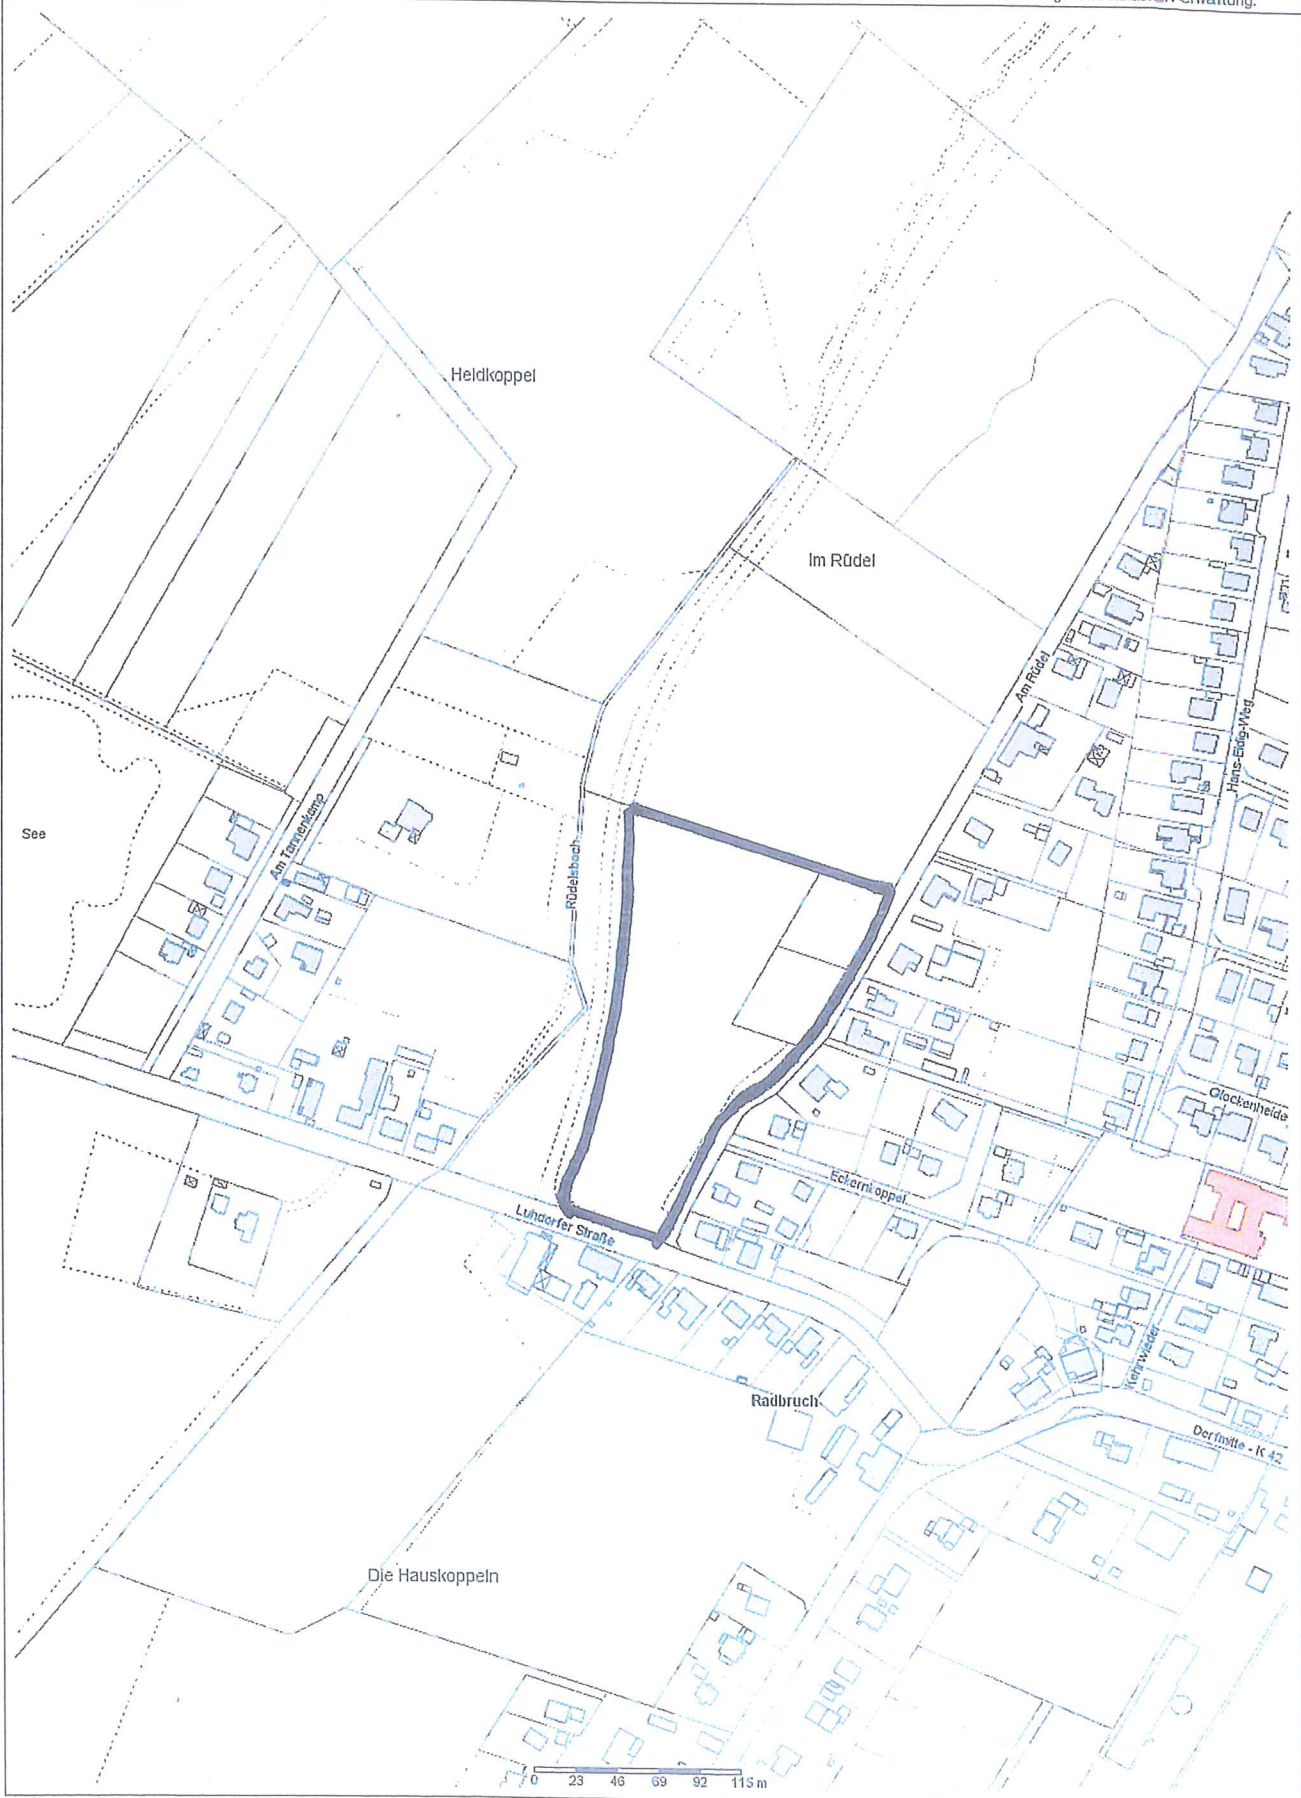 Heidkoppel
Im Rüdel
Am Rüdel
Hans-Eidig-Weg
See
Am Tannenkamp
Rüdelsbach
Glockenheide
Eckernkoppel
Luhdorfer Straße
Kehrwieder
Radbruch
Dorfmitte - K 42
Die Hauskoppeln
0 23 46 69 92 115 m